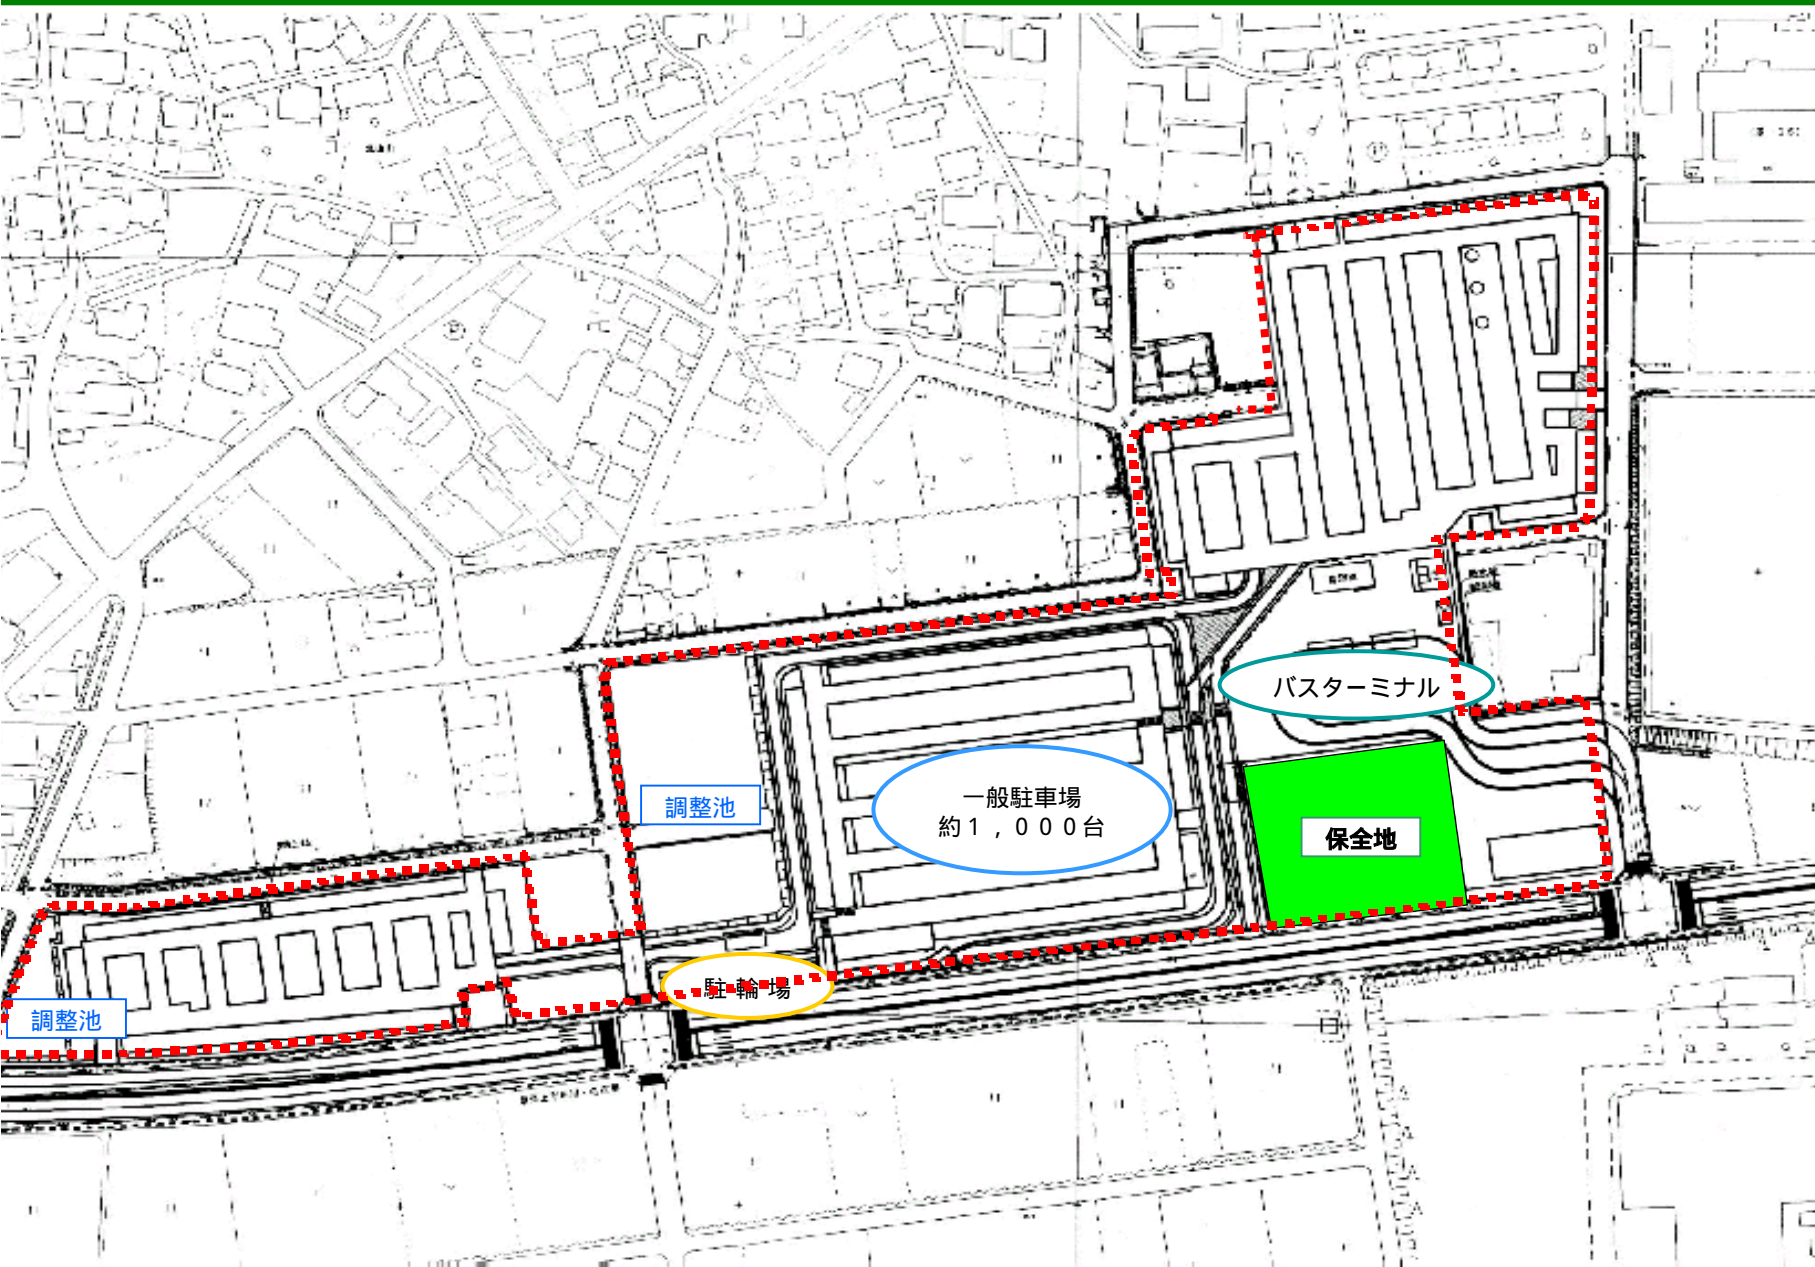 バスターミナル
調整池
一般駐車場
約１，０００台
保全地
駐輪場
調整池